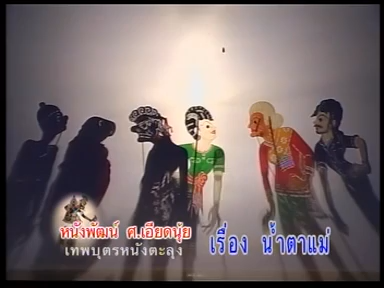 หนังพัฒน์ ศ.เอียดนุ้ย
เทพบุตรหนังตะลุง
เรื่อง น้ำตาแม่